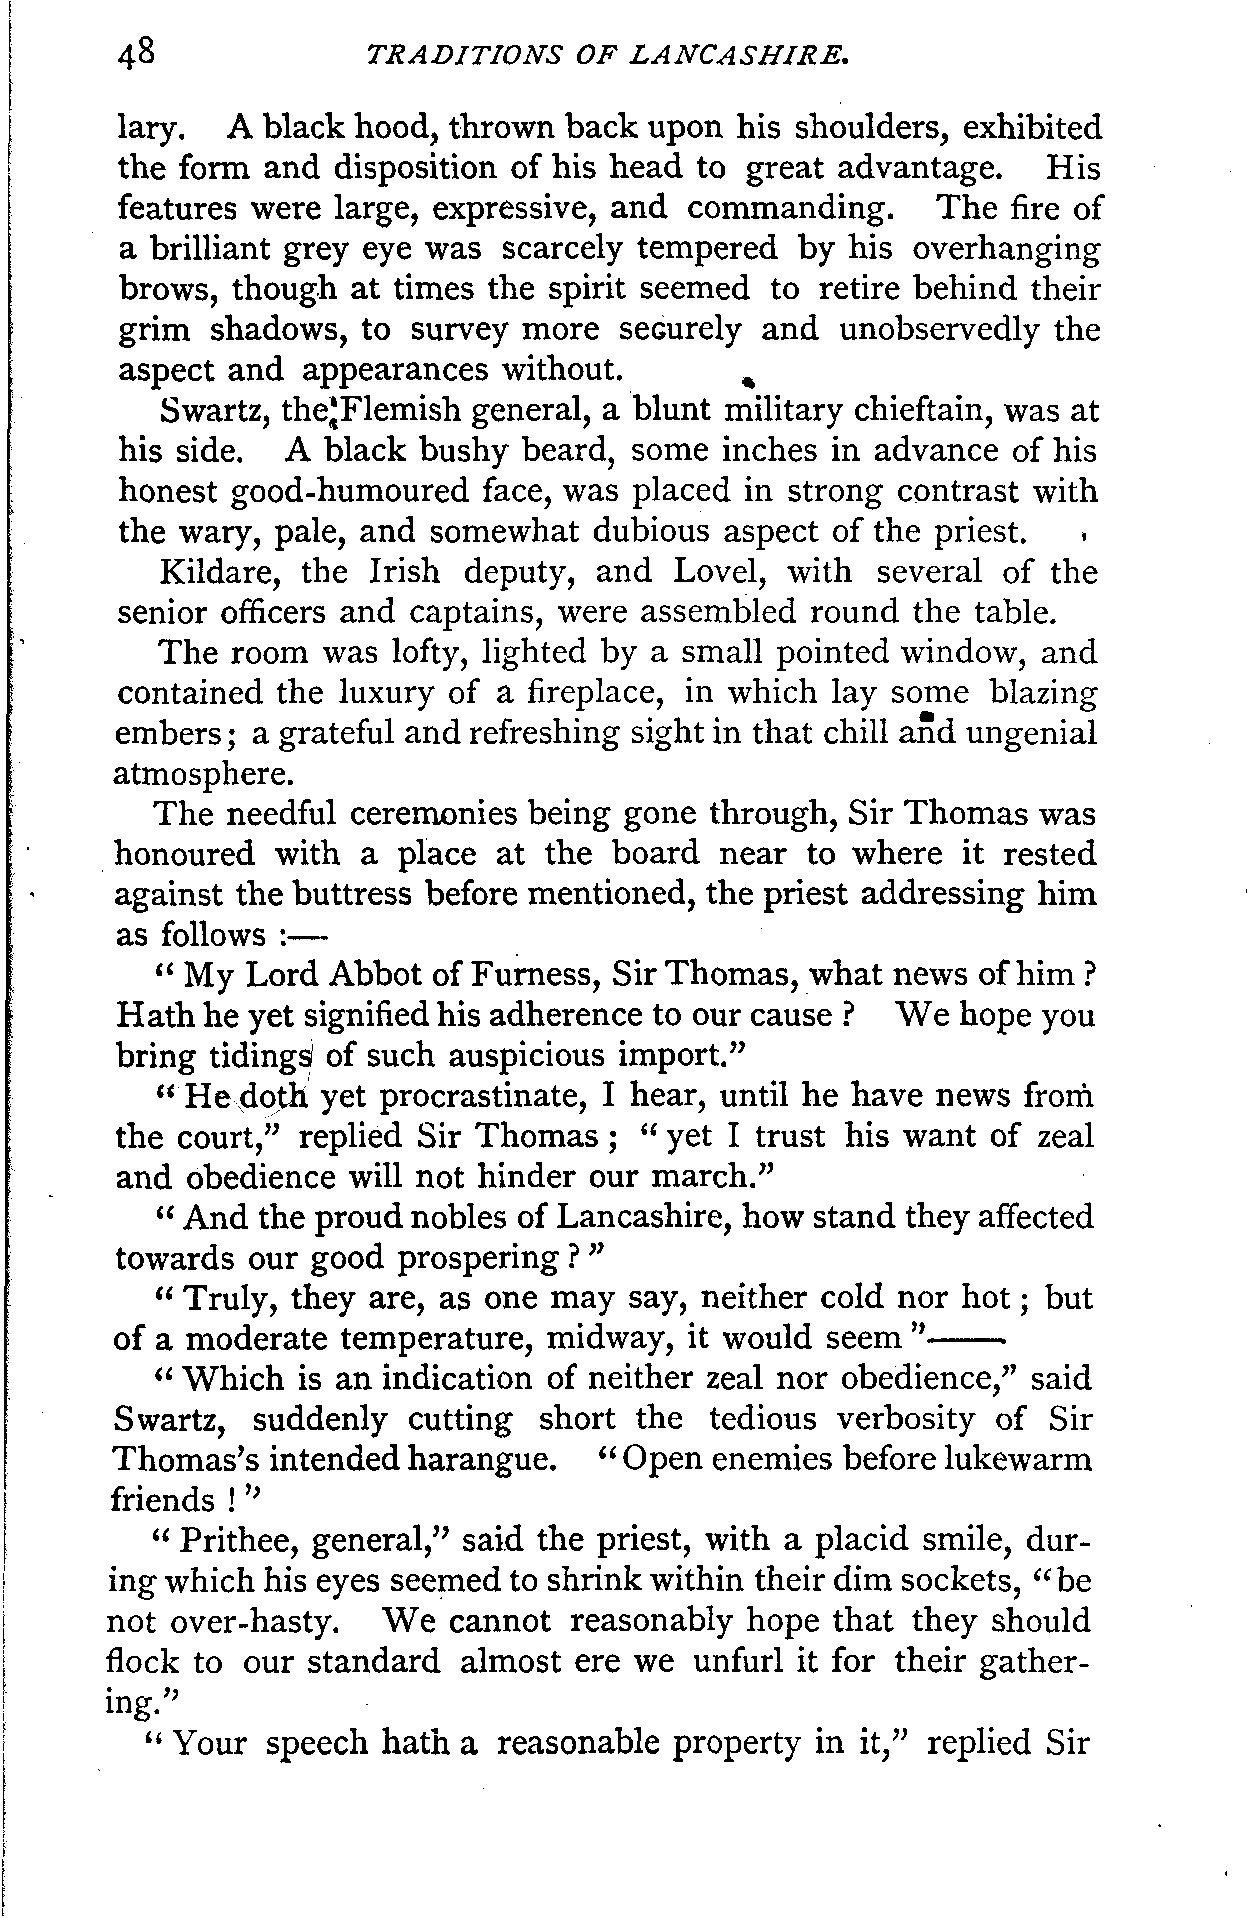 48 TRADITIONS OF LANCASHIRE.
lary. A black hood, thrown back upon his shoulders, exhibited
the form and disposition of his head to great advantage. His
features were large, expressive, and commanding. The fire of
a brilliant grey eye was scarcely tempered by his overhanging
brows, though at times the spirit seemed to retire behind their
grim shadows, to survey more securely and unobservedly the
aspect and appearances without.
Swartz, the Flemish general, a blunt military chieftain, was at
his side. A black bushy beard, some inches in advance of his
honest good-humoured face, was placed in strong contrast with
the wary, pale, and somewhat dubious aspect of the priest.
Kildare, the Irish deputy, and Lovel, with several of the
senior officers and captains, were assembled round the table.
The room was lofty, lighted by a small pointed window, and
contained the luxury of a fireplace, in which lay some blazing
embers; a grateful and refreshing sight in that chill and ungenial
atmosphere.
The needful ceremonies being gone through, Sir Thomas was
honoured with a place at the board near to where it rested
against the buttress before mentioned, the priest addressing him
as follows :—
“ My Lord Abbot of Furness, Sir Thomas, what news of him ?
Hath he yet signified his adherence to our cause ? We hope you
bring tidings of such auspicious import.”
“ He doth yet procrastinate, I hear, until he have news from
the court,” replied Sir Thomas ; “ yet I trust his want of zeal
and obedience will not hinder our march.”
“ And the proud nobles of Lancashire, how stand they affected
towards our good prospering ? ”
“ Truly, they are, as one may say, neither cold nor hot ; but
of a moderate temperature, midway, it would seem ”——
“ Which is an indication of neither zeal nor obedience,” said
Swartz, suddenly cutting short the tedious verbosity of Sir
Thomas’s intended harangue. “ Open enemies before lukewarm
friends ! ”
“ Prithee, general,” said the priest, with a placid smile, dur-
ing which his eyes seemed to shrink within their dim sockets, “ be
not over-hasty. We cannot reasonably hope that they should
flock to our standard almost ere we unfurl it for their gather-
ing.”
“ Your speech hath a reasonable property in it,” replied Sir